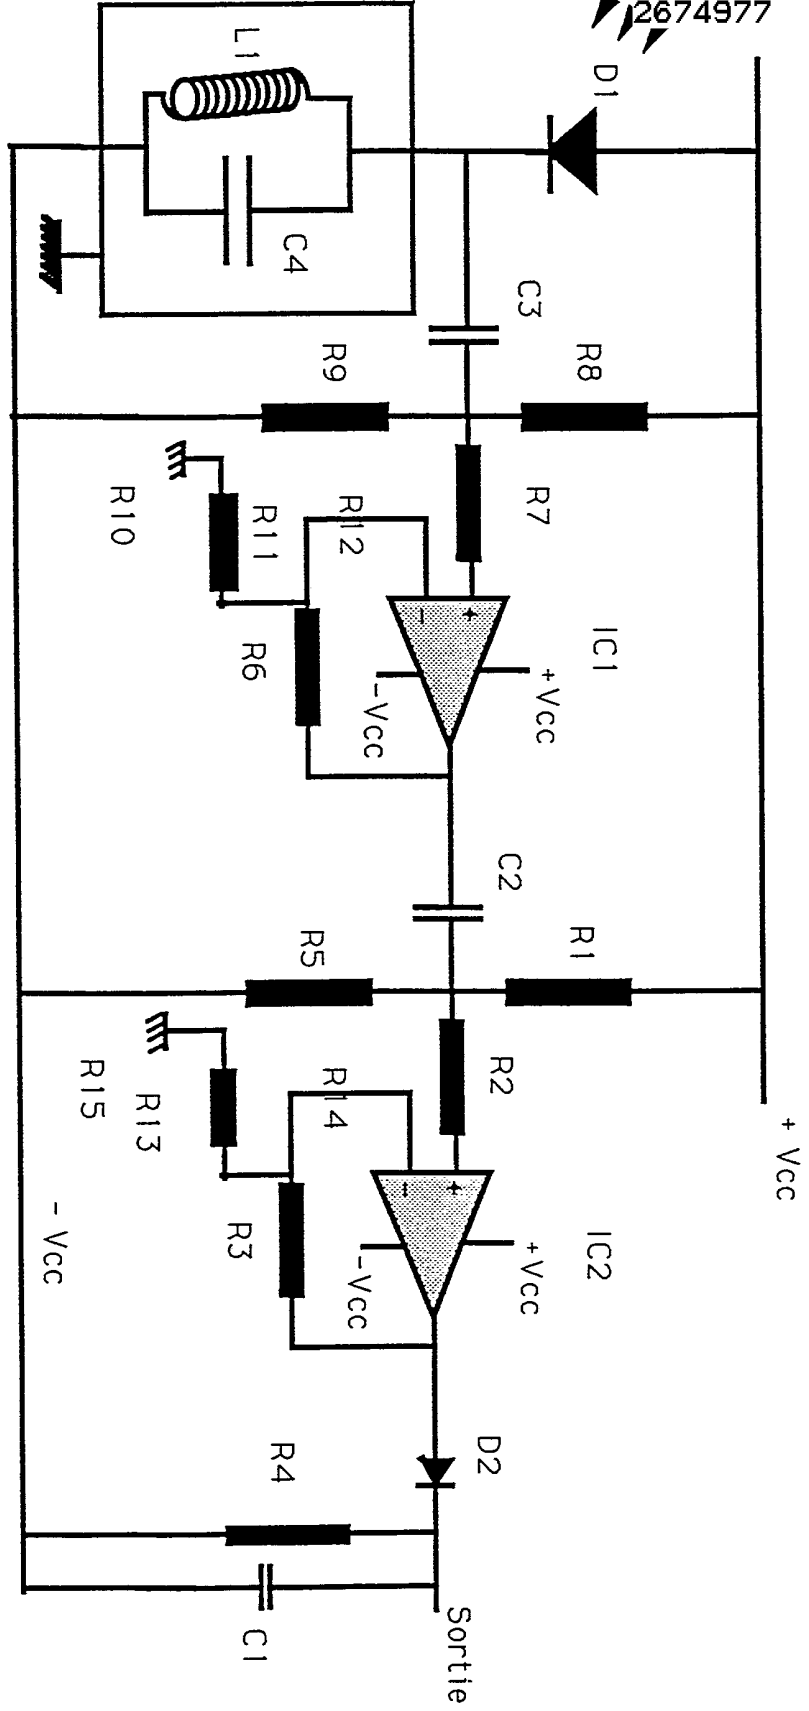 2674977
D1
L1
C4
C3
R9
R8
R7
R10
R11
R12
IC1
R6
+
-
+Vcc
-Vcc
C2
R5
R1
R2
R15
R13
R14
IC2
R3
+
-
+Vcc
-Vcc
+ Vcc
- Vcc
D2
R4
C1
Sortie